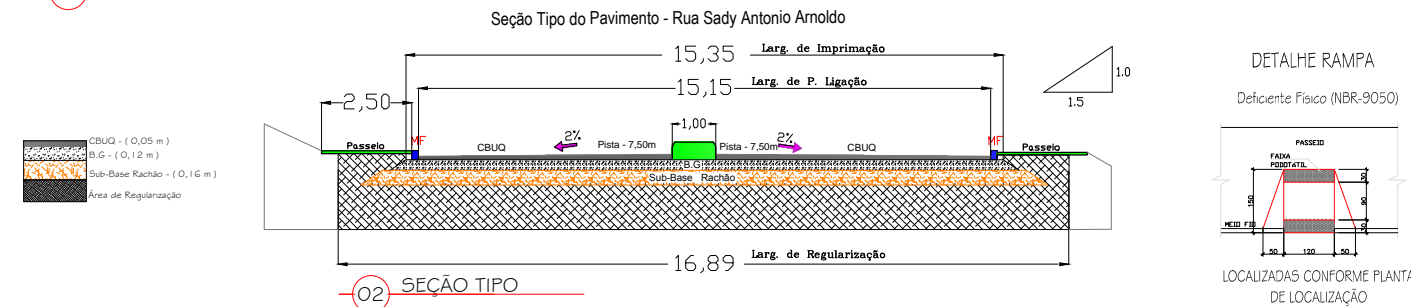 Seção Tipo do Pavimento - Rua Sady Antonio Arnoldo
15,35 Larg. de Imprimação
15,15 Larg. de P. Ligação
2,50
1,00
1.0
1.5
Passeio
MF
CBUQ
2%
Pista - 7,50m
B.G
Pista - 7,50m
2%
CBUQ
MF
Passeio
Sub-Base Rachão
16,89 Larg. de Regularização
02 SEÇÃO TIPO
CBUQ - ( 0,05 m )
B.G - ( 0,12 m )
Sub-Base Rachão - ( 0,16 m )
Área de Regularização
DETALHE RAMPA
Deficiente Físico (NBR-9050)
PASSEIO
FAIXA
PODOTATIL
150
30
90
30
MEIO FIO
50
120
50
LOCALIZADAS CONFORME PLANTA
DE LOCALIZAÇÃO